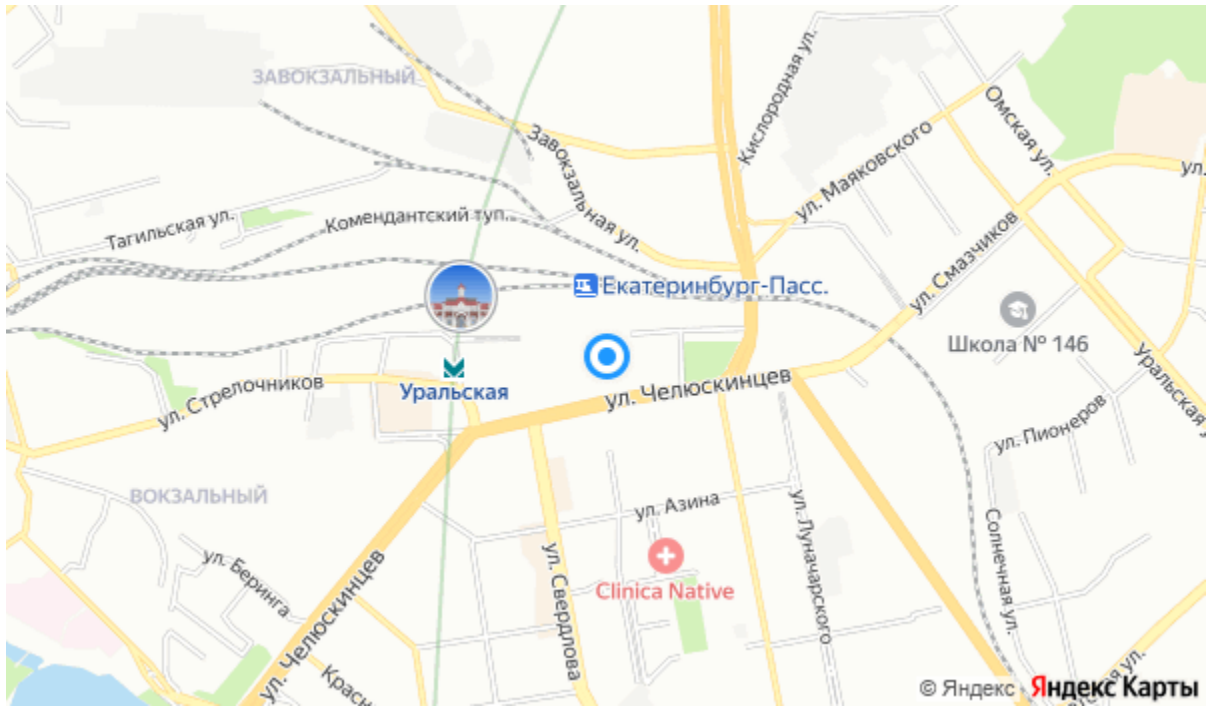 ЗАВОКЗАЛЬНЫЙ
Кислородная ул.
Омская ул.
Завокзальная ул.
ул. Маяковского
ул.
Тагильская ул.
Комендантский туп..
ул. Смазчиков
Екатеринбург-Пасс.
Школа № 146
Уральская
ул. Стрелочников
ул. Челюскинцев
Уральская у
ул. Пионеров
ВОКЗАЛЬНЫЙ
ул. Азина
ул. Луначарского
Солнечная ул.
ул. Беринга
ул. Свердлова
Clinica Native
ул. Челюскинцев
Красн
ул.
© Яндекс Яндекс Карты